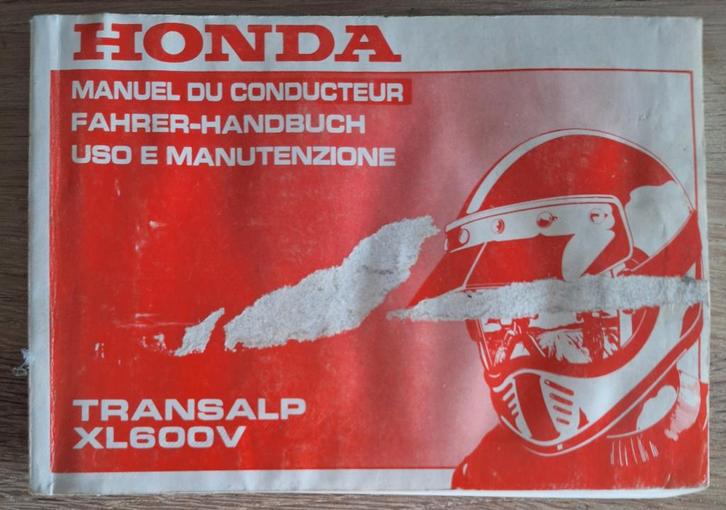 HONDA
MANUEL DU CONDUCTEUR
FAHRER-HANDBUCH
USO E MANUTENZIONE
TRANSALP
XL600V